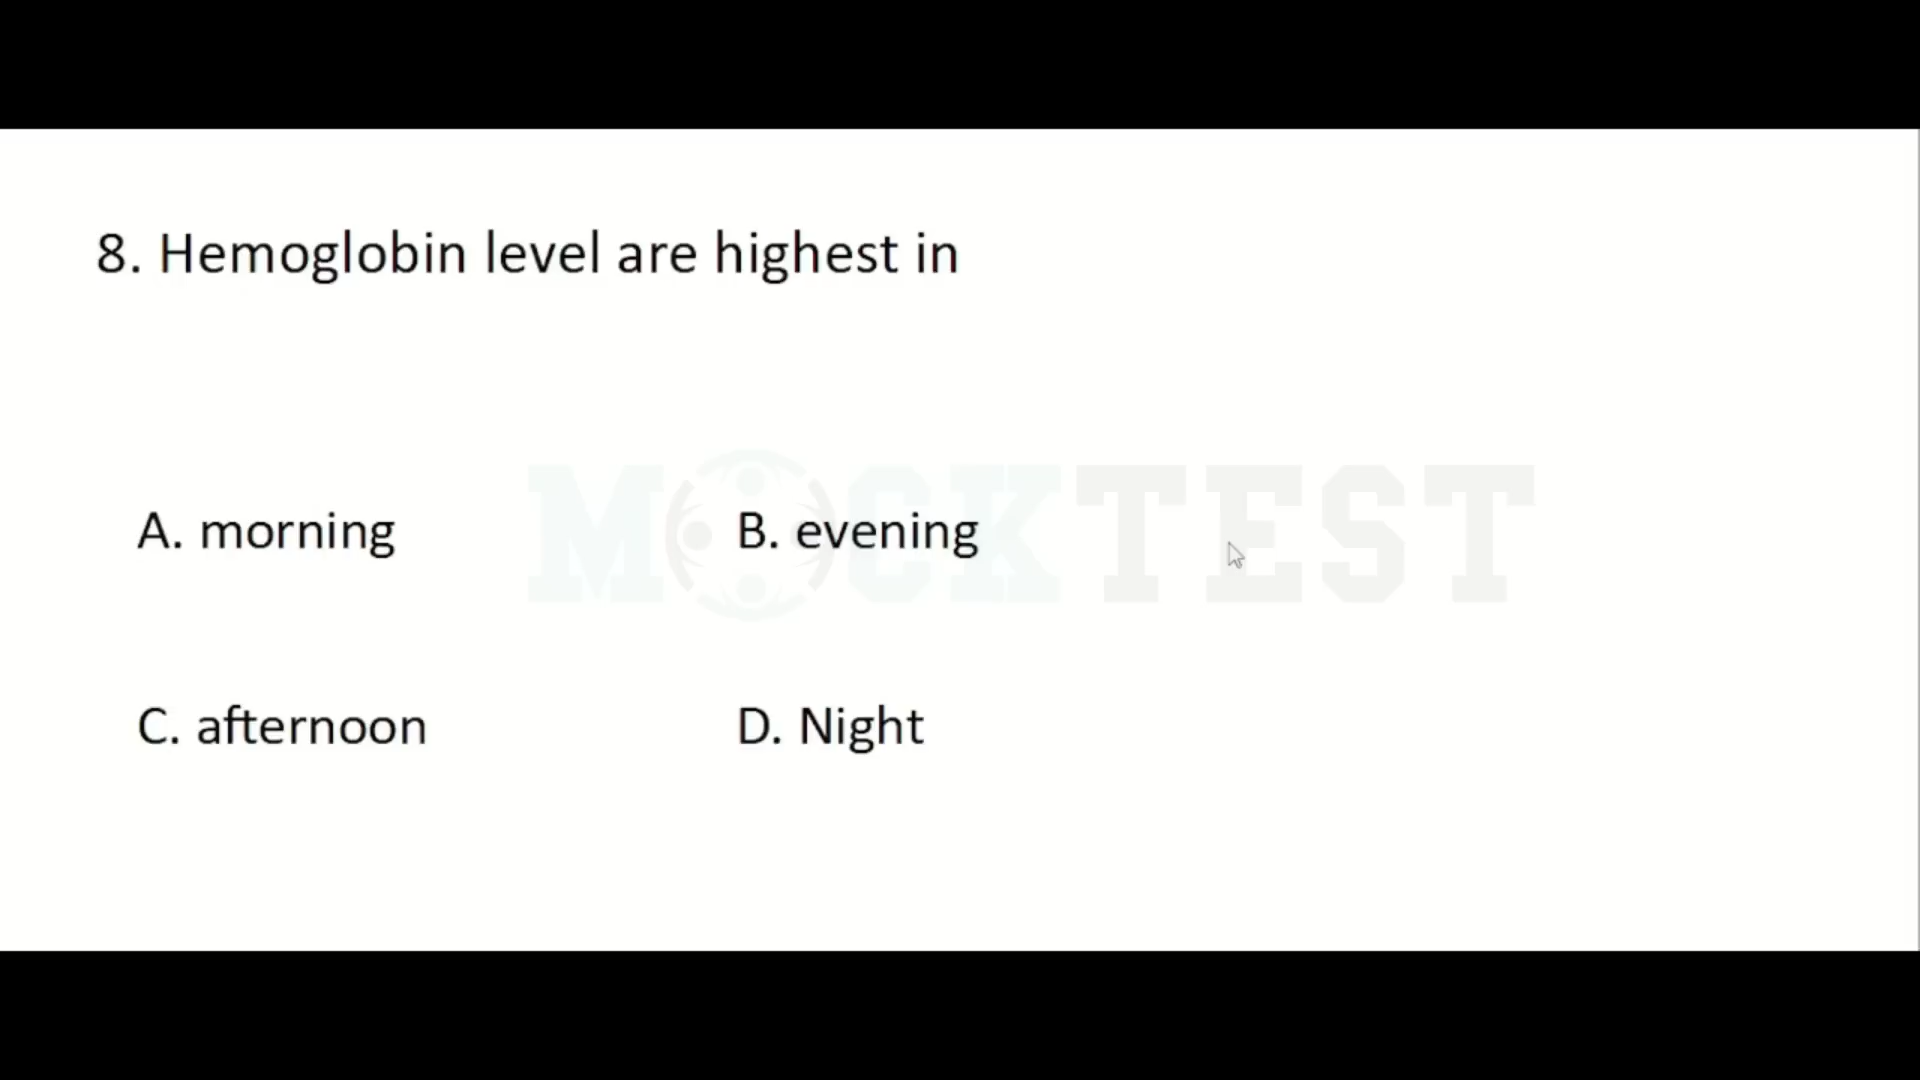 8. Hemoglobin level are highest in
MOCKTEST
A. morning B. evening
C. afternoon D. Night